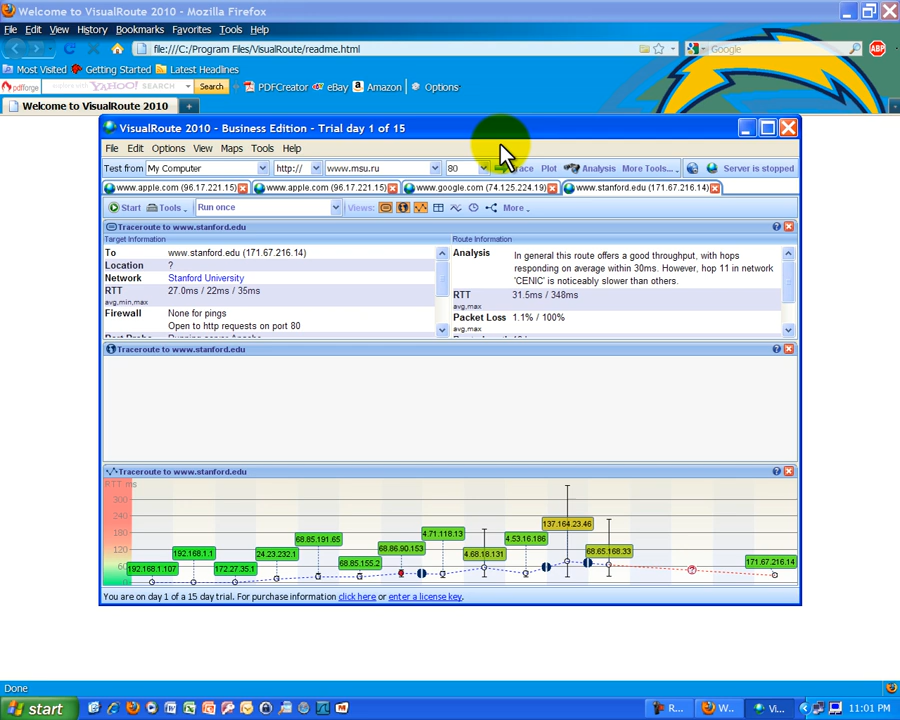 Welcome to VisualRoute 2010 - Mozilla Firefox
File Edit View History Bookmarks Favorites Tools Help
file:///C:/Program Files/VisualRoute/readme.html
Google
ABP
Most Visited Getting Started Latest Headlines
pdfforge YAHOO! SEARCH Search PDFCreator eBay Amazon Options
Welcome to VisualRoute 2010
VisualRoute 2010 - Business Edition - Trial day 1 of 15
File Edit Options View Maps Tools Help
Test from My Computer http:// www.msu.ru 80 Plot Analysis More Tools... Server is stopped
www.apple.com (96.17.221.15) www.apple.com (96.17.221.15) www.google.com (74.125.224.19) www.stanford.edu (171.67.216.14)
Start Tools Run once Views: More
Traceroute to www.stanford.edu
Target Information Route Information
To www.stanford.edu (171.67.216.14)
Location ?
Network Stanford University
RTT 27.0ms / 22ms / 35ms
avg,min,max
Firewall None for pings
Open to http requests on port 80
Analysis In general this route offers a good throughput, with hops
responding on average within 30ms. However, hop 11 in network
'CENIC' is noticeably slower than others.
RTT 31.5ms / 348ms
avg,max
Packet Loss 1.1% / 100%
avg,max
Traceroute to www.stanford.edu
Traceroute to www.stanford.edu
RTT ms
300
240
180
120
60
0
192.168.1.107
192.168.1.1
172.27.35.1
24.23.232.1
68.85.191.65
68.85.155.2
68.86.90.153
4.71.118.13
4.68.18.131
4.53.16.186
137.164.23.46
68.65.168.33
171.67.216.14
You are on day 1 of a 15 day trial. For purchase information click here or enter a license key.
Done
start R... W... Vi... 11:01 PM